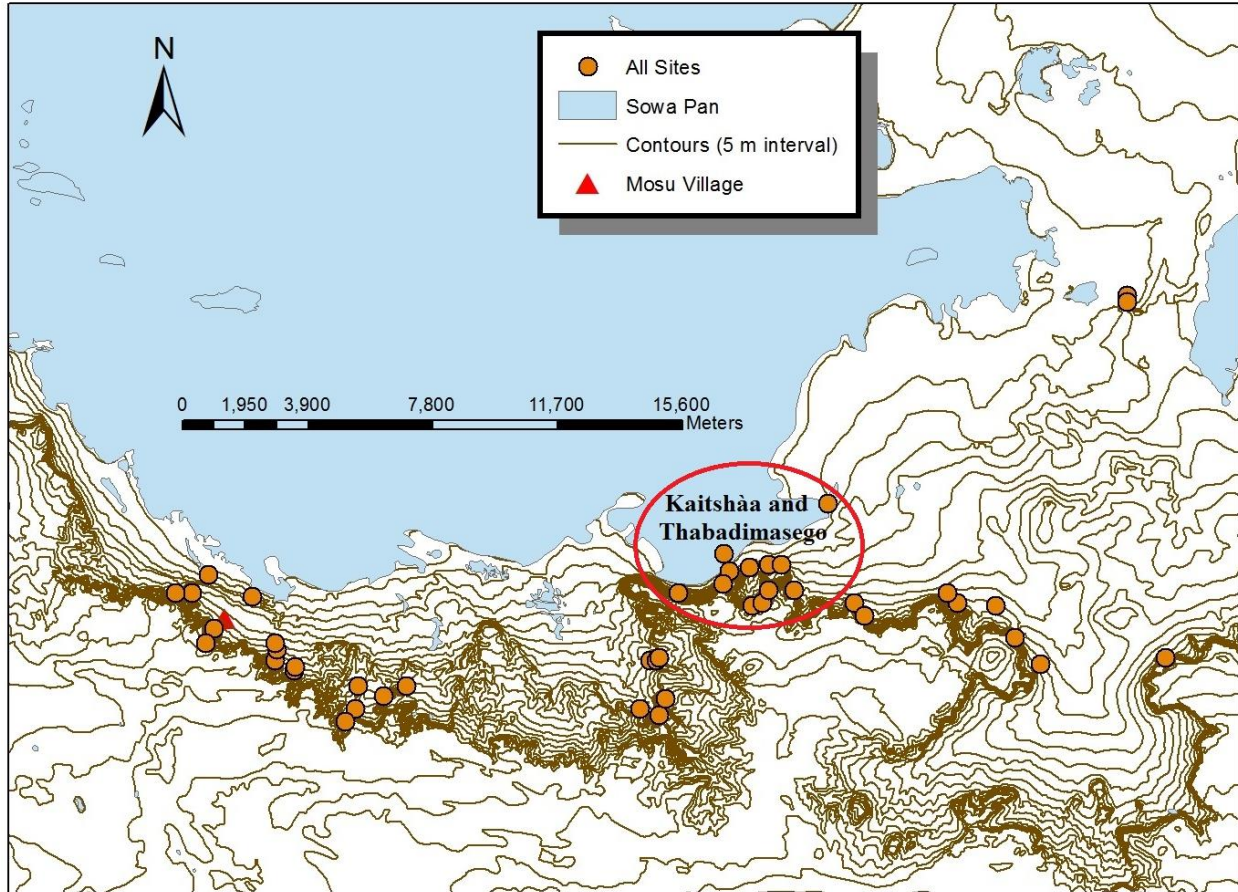 N
All Sites
Sowa Pan
Contours (5 m interval)
Mosu Village
0 1,950 3,900 7,800 11,700 15,600
Meters
Kaitshàa and
Thabadimasego